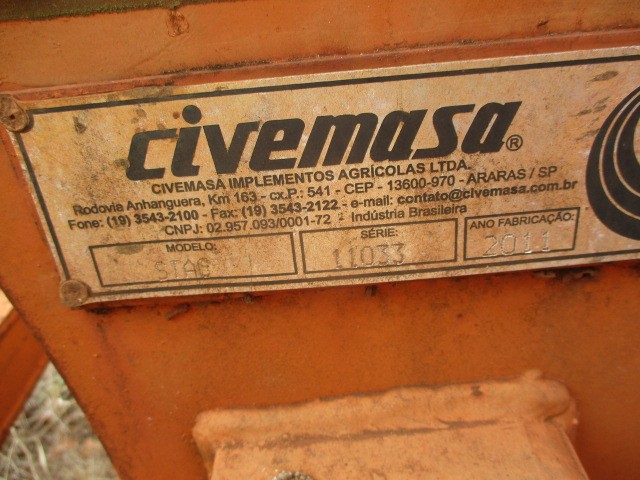 civemasa®
CIVEMASA IMPLEMENTOS AGRÍCOLAS LTDA.
Rodovia Anhanguera, Km 163 - cx.P.: 541 - CEP - 13600-970 - ARARAS / SP
Fone: (19) 3543-2100 - Fax: (19) 3543-2122 - e-mail: contato@civemasa.com.br
CNPJ: 02.957.093/0001-72 - Indústria Brasileira
MODELO: SÉRIE: ANO FABRICAÇÃO:
11033 2011